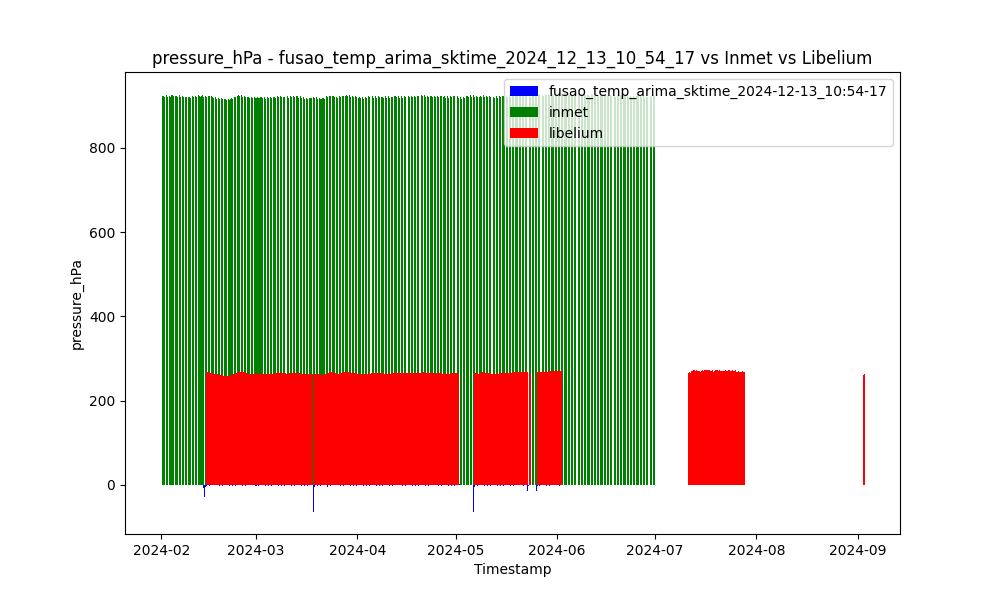 pressure_hPa - fusao_temp_arima_sktime_2024_12_13_10_54_17 vs Inmet vs Libelium
fusao_temp_arima_sktime_2024-12-13_10:54-17
inmet
libelium
800
600
400
200
0
pressure_hPa
2024-02 2024-03 2024-04 2024-05 2024-06 2024-07 2024-08 2024-09
Timestamp